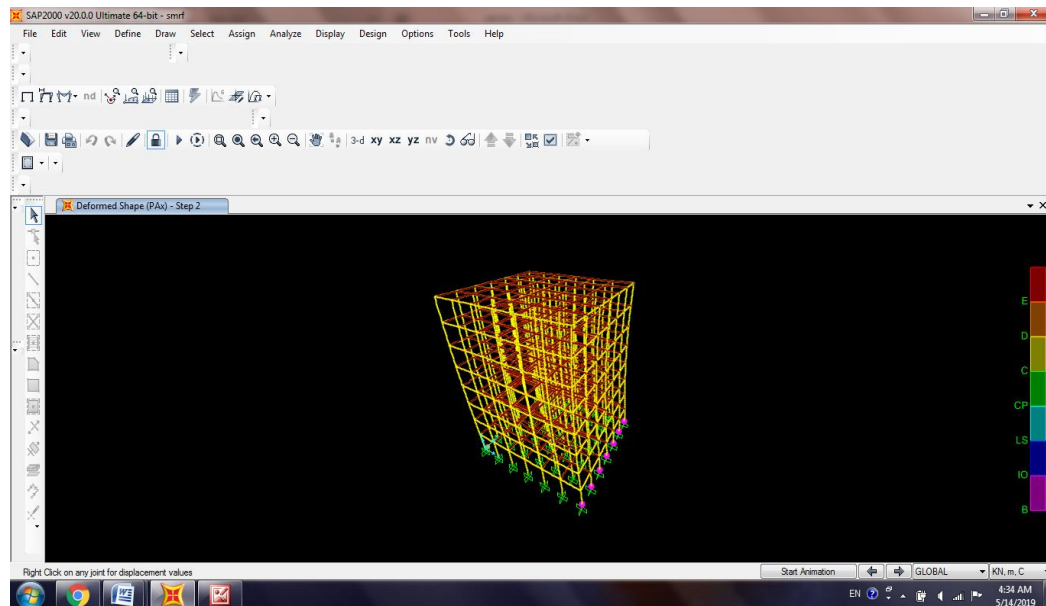 SAP2000 v20.0.0 Ultimate 64-bit - smrf
File Edit View Define Draw Select Assign Analyze Display Design Options Tools Help
nd
3-d xy xz yz nv
Deformed Shape (PAx) - Step 2
E
D
C
CP
LS
IO
B
Right Click on any joint for displacement values
Start Animation
GLOBAL
KN, m, C
EN
4:34 AM
5/14/2019